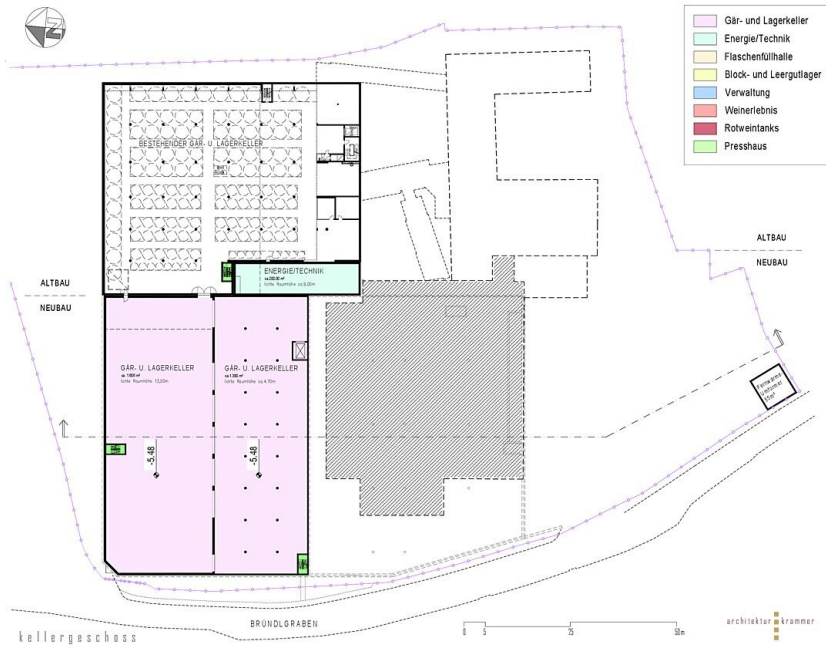 Z
Gär- und Lagerkeller
Energie/Technik
Flaschenfüllhalle
Block- und Leergutlager
Verwaltung
Weinerlebnis
Rotweintanks
Presshaus
BESTEHENDER GÄR- U. LAGERKELLER
ALTBAU
NEUBAU
ENERGIE/TECHNIK
ALTBAU
NEUBAU
GÄR- U. LAGERKELLER
GÄR- U. LAGERKELLER
-5.48
-5.48
BRÜNDLGRABEN
0 5 25 50m
kellergeschoss
architektur krammer